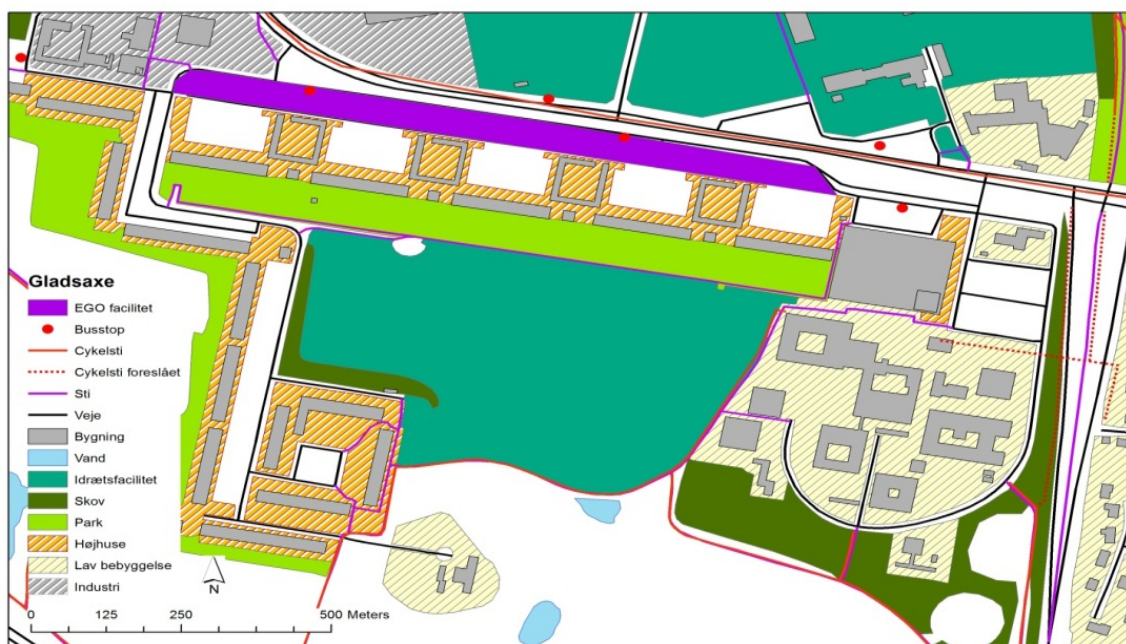 Gladsaxe
EGO facilitet
Busstop
Cykelsti
Cykelsti foreslået
Sti
Veje
Bygning
Vand
Idrætsfacilitet
Skov
Park
Højhuse
Lav bebyggelse
Industri
N
0 125 250 500 Meters